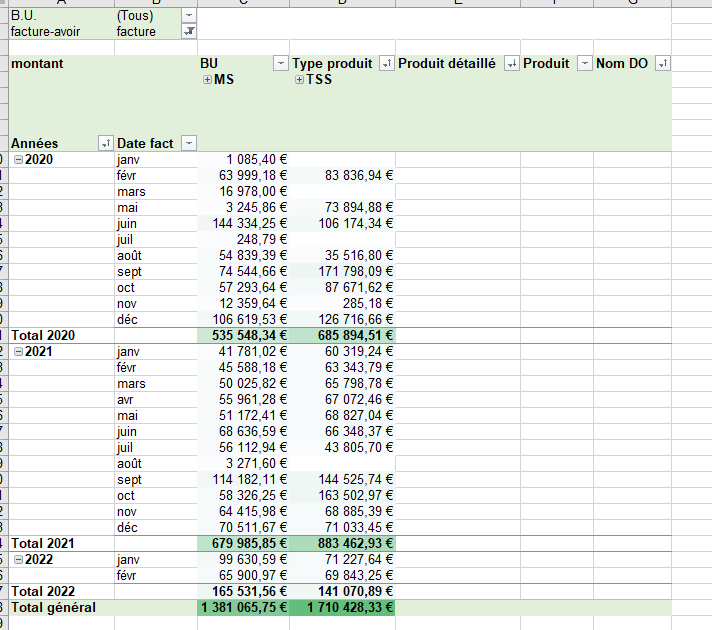 B.U. (Tous)
facture-avoir facture
montant BU Type produit Produit détaillé Produit Nom DO
MS TSS
Années Date fact
2020 janv 1 085,40 €
févr 63 999,18 € 83 836,94 €
mars 16 978,00 €
mai 3 245,86 € 73 894,88 €
juin 144 334,25 € 106 174,34 €
juil 248,79 €
août 54 839,39 € 35 516,80 €
sept 74 544,66 € 171 798,09 €
oct 57 293,64 € 87 671,62 €
nov 12 359,64 € 285,18 €
déc 106 619,53 € 126 716,66 €
Total 2020 535 548,34 € 685 894,51 €
2021 janv 41 781,02 € 60 319,24 €
févr 45 588,18 € 63 343,79 €
mars 50 025,82 € 65 798,78 €
avr 55 961,28 € 67 072,46 €
mai 51 172,41 € 68 827,04 €
juin 68 636,59 € 66 348,37 €
juil 56 112,94 € 43 805,70 €
août 3 271,60 €
sept 114 182,11 € 144 525,74 €
oct 58 326,25 € 163 502,97 €
nov 64 415,98 € 68 885,39 €
déc 70 511,67 € 71 033,45 €
Total 2021 679 985,85 € 883 462,93 €
2022 janv 99 630,59 € 71 227,64 €
févr 65 900,97 € 69 843,25 €
Total 2022 165 531,56 € 141 070,89 €
Total général 1 381 065,75 € 1 710 428,33 €